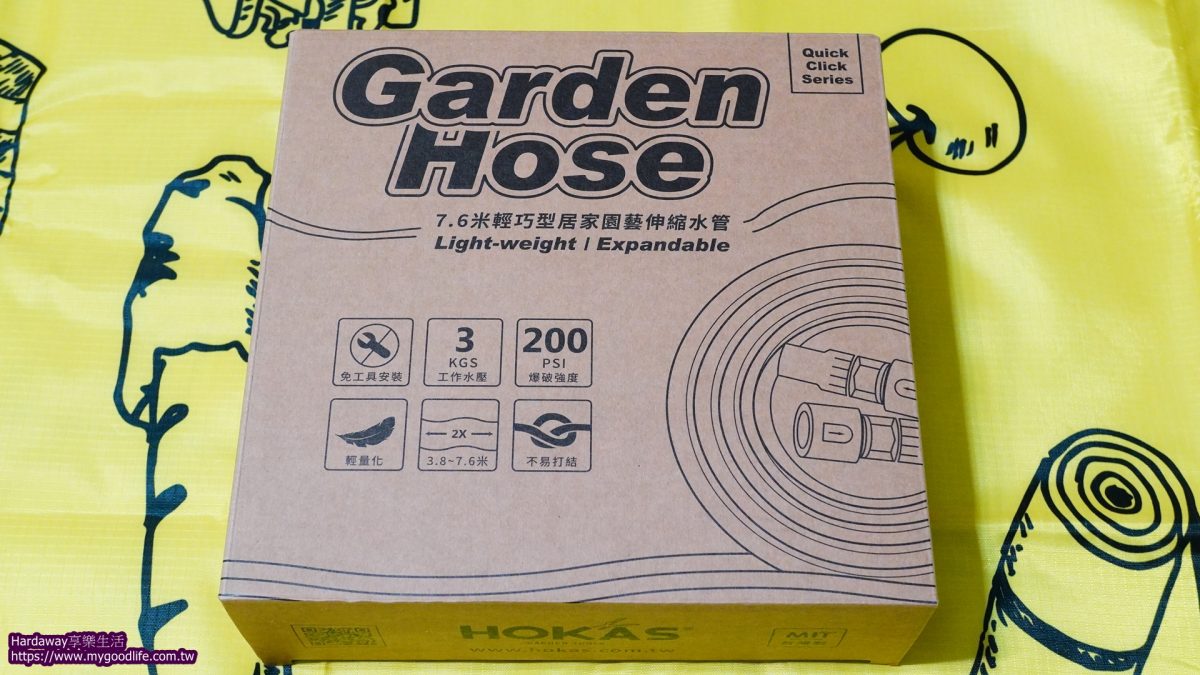 Garden
Hose
Quick
Click
Series
7.6米輕巧型居家園藝伸縮水管
Light-weight | Expandable
免工具安裝
3
KGS
工作水壓
200
PSI
爆破強度
輕量化
2X
3.8~7.6米
不易打結
HOKAS®
www.hokas.com.tw
MIT
Hardaway享樂生活
https://www.mygoodlife.com.tw